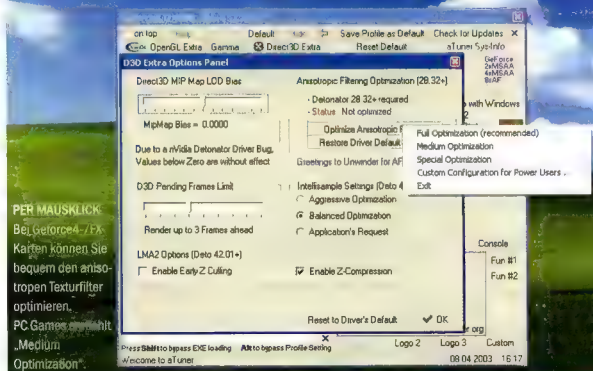 on top
Default
Save Profile as Default
Check for Updates
OpenGL Extra
Gamma
Direct3D Extra
Reset Default
aTuner Sys-Info
D3D Extra Options Panel
GeForce
2xMSAA
4xMSAA
8xAF
Direct3D MIP Map LOD Bias
MipMap Bias = 0.0000
Due to a nVidia Detonator Driver Bug,
Values below Zero are without effect
Anisotropic Filtering Optimization (28.32+)
- Detonator 28 32+ required
- Status Not optimized
Optimize Anisotropic F
Restore Driver Default
Greetings to Unwinder for AF
with Windows
Full Optimization (recommended)
Medium Optimization
Special Optimization
Custom Configuration for Power Users .
Exit
D3D Pending Frames Limit
Render up to 3 Frames ahead
Intellisample Settings (Deto 4
Aggressive Optimization
Balanced Optimization
Application's Request
LMA2 Options (Deto 42.01+)
Enable Early Z Culling
Enable Z-Compression
Console
Fun #1
Fun #2
Reset to Driver's Default
OK
Press Shift to bypass EXE loading
Alt to bypass Profile Setting
Logo 2
Logo 3
Custom
Welcome to aTuner
08 04 2003
16 17
PER MAUSKLICK
Bei Geforce4-/FX-
Karten können Sie
bequem den aniso-
tropen Texturfilter
optimieren.
PC Games empfiehlt
„Medium
Optimization".